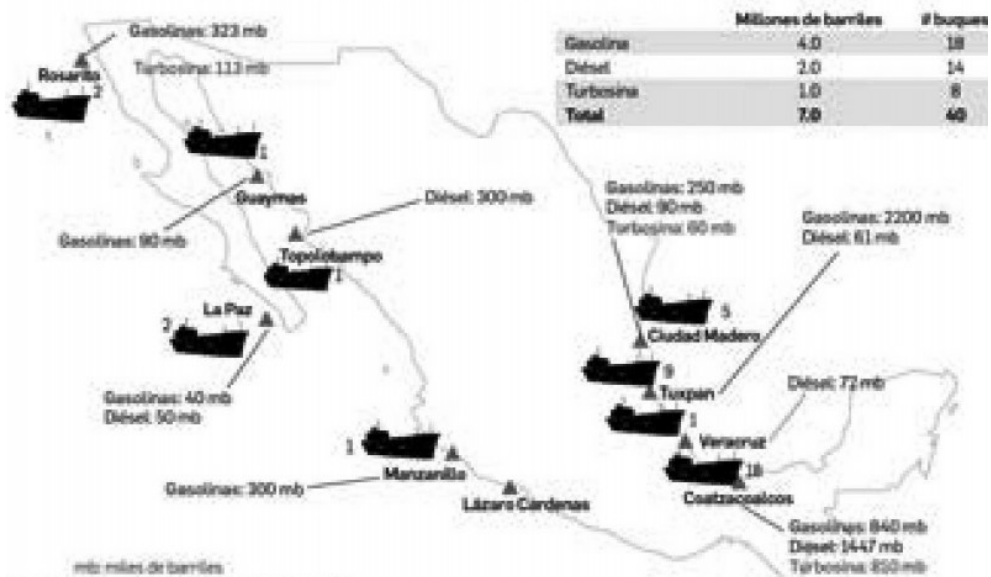 Gasolinas: 323 mb
Turbosina: 113 mb
Rosarito
2
1
Guaymas
Gasolinas: 90 mb
Diésel: 300 mb
Topolobampo
1
La Paz
2
Gasolinas: 40 mb
Diésel: 50 mb
1
Manzanillo
Gasolinas: 300 mb
Lázaro Cárdenas
mb: miles de barriles
Millones de barriles # buques
Gasolina 4.0 18
Diésel 2.0 14
Turbosina 1.0 8
Total 7.0 40
Gasolinas: 250 mb
Diésel: 90 mb
Turbosina: 60 mb
Gasolinas: 2200 mb
Diésel: 61 mb
5
Ciudad Madero
9
Tuxpan
Diésel: 72 mb
1
Veracruz
18
Coatzacoalcos
Gasolinas: 840 mb
Diésel: 1447 mb
Turbosina: 810 mb